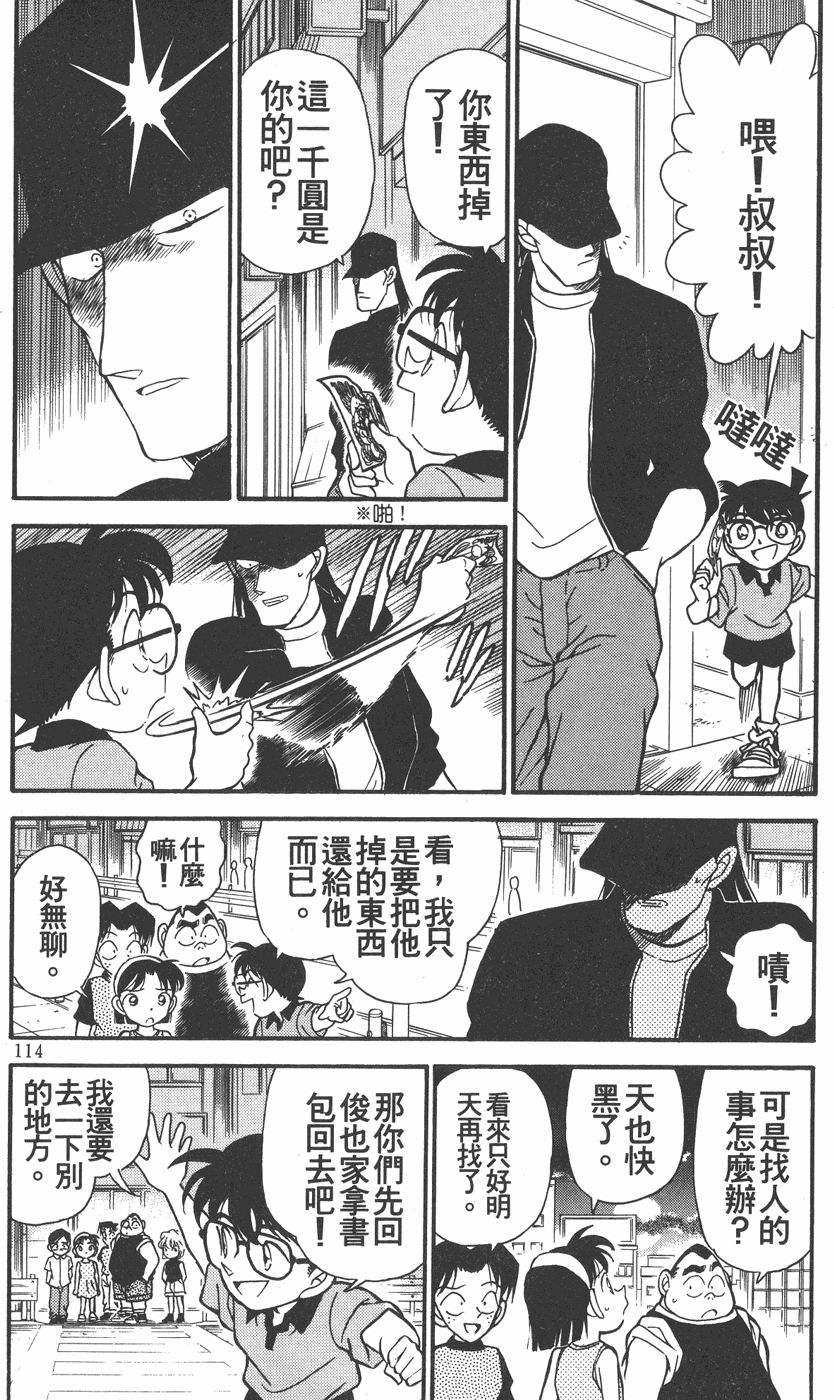 喂！叔叔！
噠噠
你東西掉
了！
這一千圓是
你的吧？
※啪！
嘖！
看，我只
是要把他
掉的東西
還給他
而已。
什麼
嘛！
好無聊。
114
可是找人的
事怎麼辦？
天也快
黑了。
看來只好明
天再找了。
那你們先回
俊也家拿書
包回去吧！
我還要
去一下別
的地方。